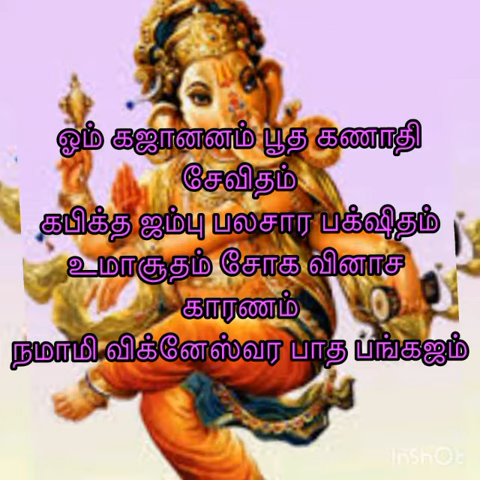 ஓம் கஜானனம் பூத கணாதி
சேவிதம்
கபிக்த ஜம்பு பலசார பக்ஷிதம்
உமாசூதம் சோக வினாச
காரணம்
நமாமி விக்னேஸ்வர பாத பங்கஜம்
InShOt